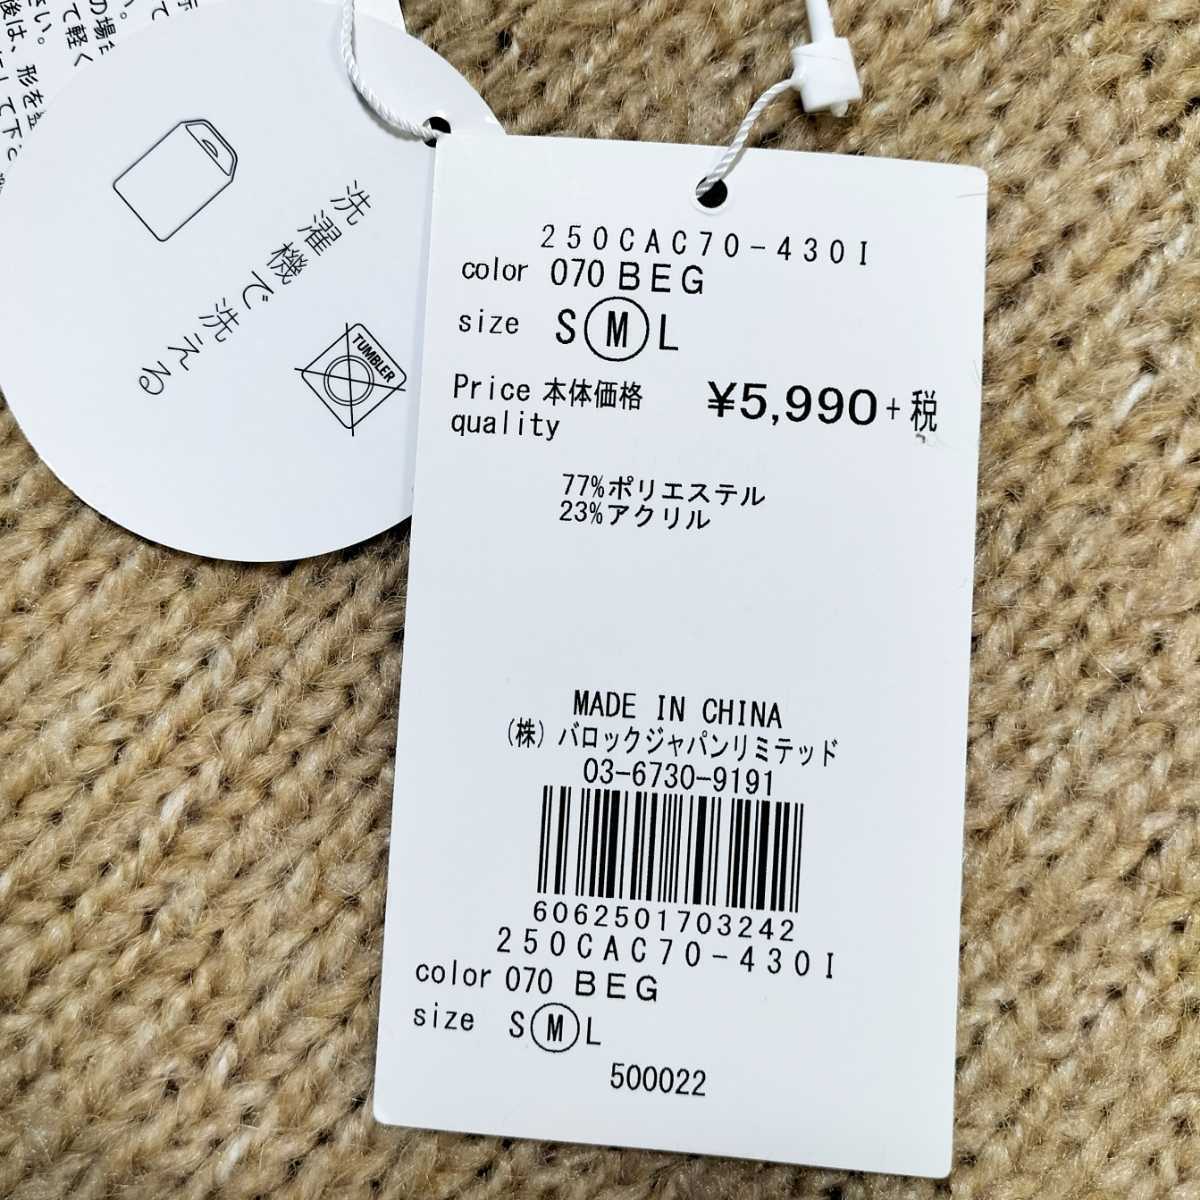 洗濯機で洗える
TUMBLER
250CAC70-430I
color 070 BEG
size S M L
Price 本体価格 ¥5,990+税
quality
77%ポリエステル
23%アクリル
MADE IN CHINA
(株) バロックジャパンリミテッド
03-6730-9191
6062501703242
250CAC70-430I
color 070 BEG
size S M L
500022